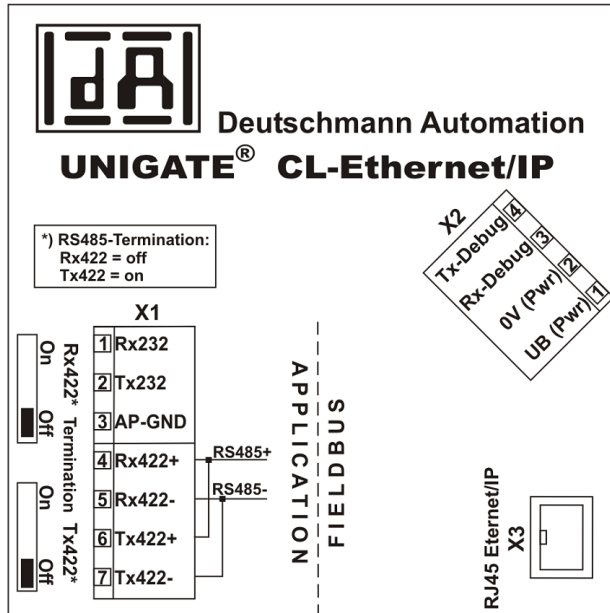 dA
Deutschmann Automation
UNIGATE® CL-Ethernet/IP
*) RS485-Termination:
Rx422 = off
Tx422 = on
X2
Tx-Debug 4
Rx-Debug 3
0V (Pwr) 2
UB (Pwr) 1
X1
1 Rx232
2 Tx232
3 AP-GND
4 Rx422+
5 Rx422-
6 Tx422+
7 Tx422-
RS485+
RS485-
On Off
Rx422* Termination Tx422*
On Off
APPLICATION
FIELDBUS
RJ45 Eternet/IP
X3